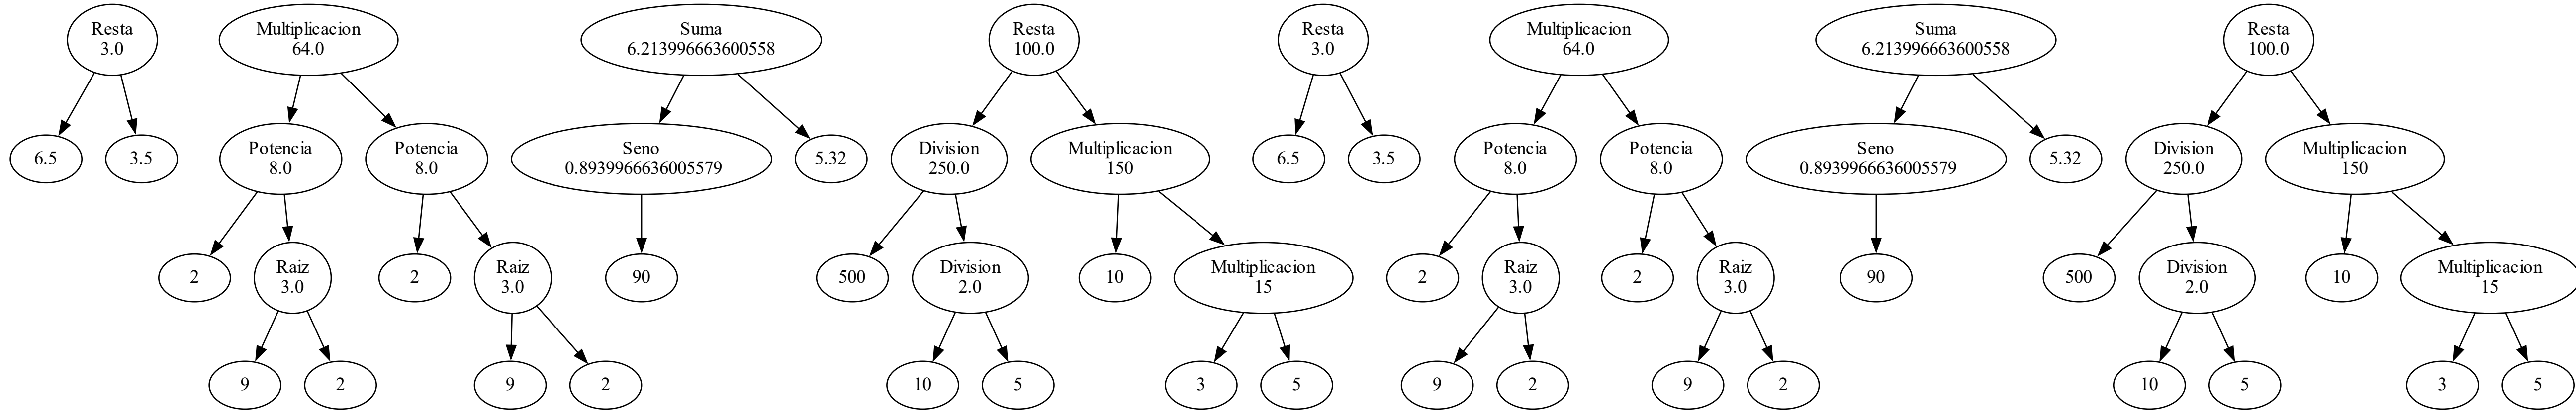 Resta
3.0
Multiplicacion
64.0
Suma
6.213996663600558
Resta
100.0
Resta
3.0
Multiplicacion
64.0
Suma
6.213996663600558
Resta
100.0
6.5
3.5
Potencia
8.0
Potencia
8.0
Seno
0.8939966636005579
5.32
Division
250.0
Multiplicacion
150
6.5
3.5
Potencia
8.0
Potencia
8.0
Seno
0.8939966636005579
5.32
Division
250.0
Multiplicacion
150
2
Raiz
3.0
2
Raiz
3.0
90
500
Division
2.0
10
Multiplicacion
15
2
Raiz
3.0
2
Raiz
3.0
90
500
Division
2.0
10
Multiplicacion
15
9
2
9
2
10
5
3
5
9
2
9
2
10
5
3
5